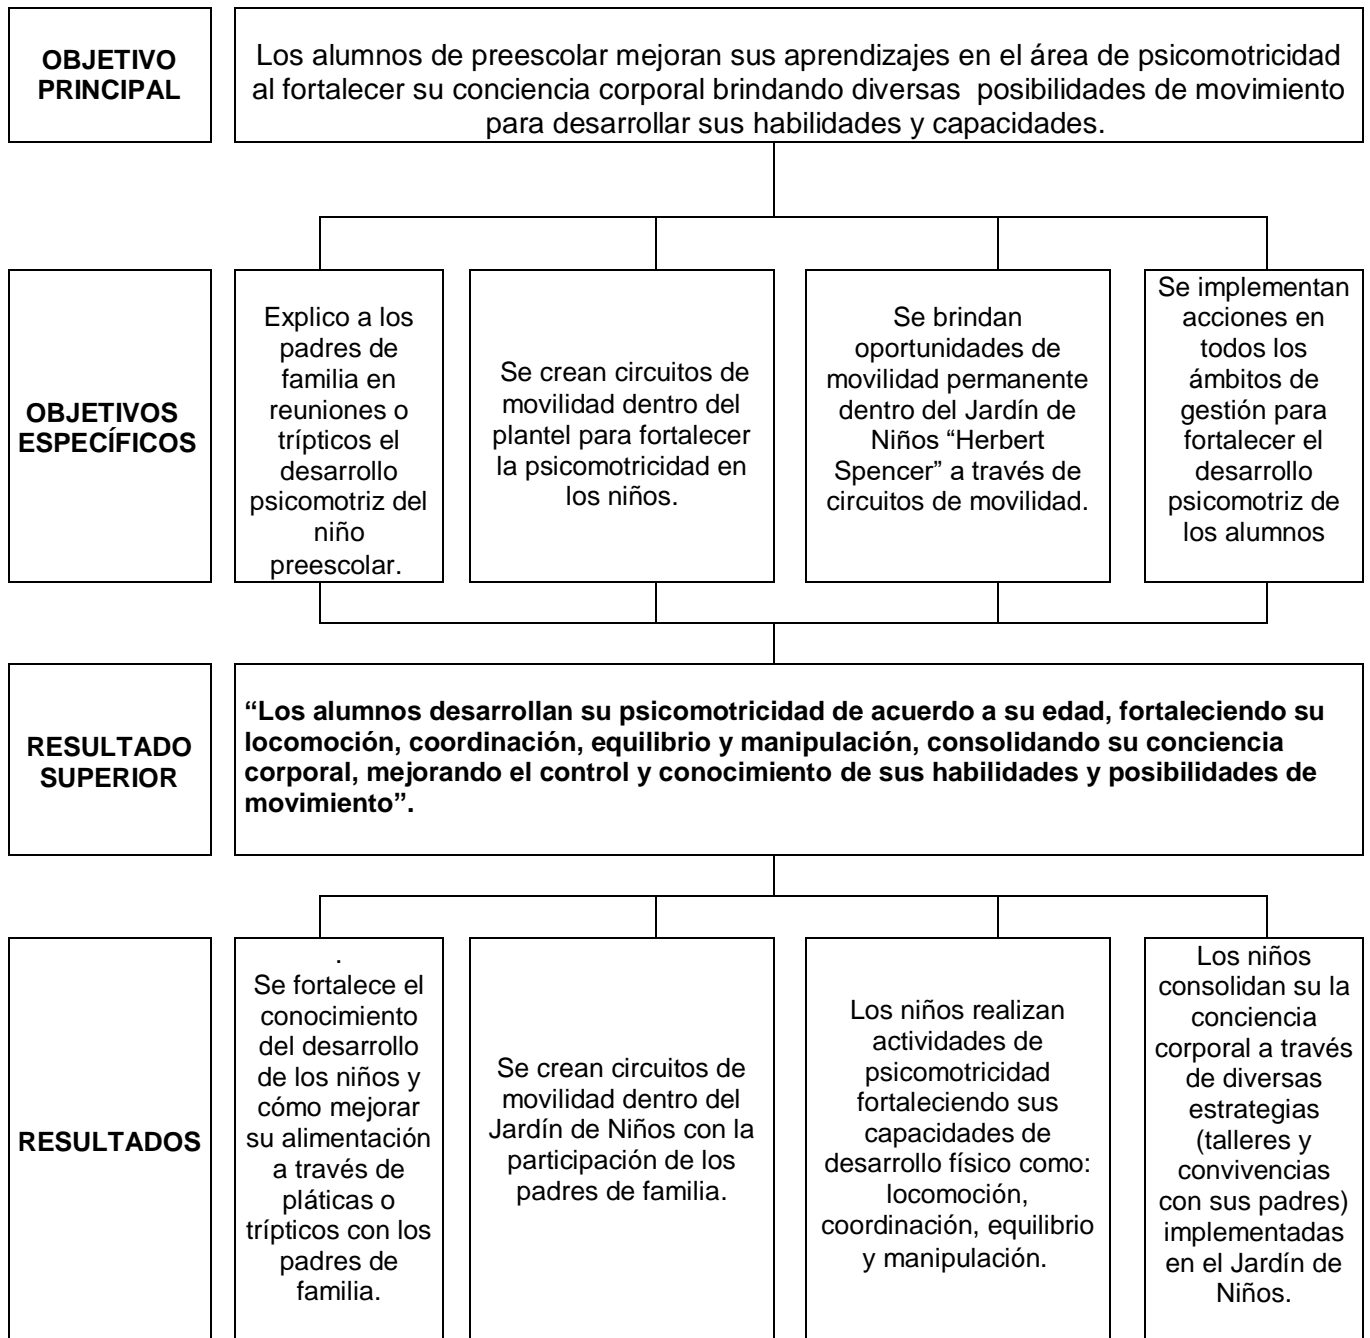 OBJETIVO
PRINCIPAL
Los alumnos de preescolar mejoran sus aprendizajes en el área de psicomotricidad
al fortalecer su conciencia corporal brindando diversas posibilidades de movimiento
para desarrollar sus habilidades y capacidades.
OBJETIVOS
ESPECÍFICOS
Explico a los
padres de
familia en
reuniones o
trípticos el
desarrollo
psicomotriz del
niño
preescolar.
Se crean circuitos de
movilidad dentro del
plantel para fortalecer
la psicomotricidad en
los niños.
Se brindan
oportunidades de
movilidad permanente
dentro del Jardín de
Niños “Herbert
Spencer” a través de
circuitos de movilidad.
Se implementan
acciones en
todos los
ámbitos de
gestión para
fortalecer el
desarrollo
psicomotriz de
los alumnos
RESULTADO
SUPERIOR
“Los alumnos desarrollan su psicomotricidad de acuerdo a su edad, fortaleciendo su
locomoción, coordinación, equilibrio y manipulación, consolidando su conciencia
corporal, mejorando el control y conocimiento de sus habilidades y posibilidades de
movimiento”.
RESULTADOS
.
Se fortalece el
conocimiento
del desarrollo
de los niños y
cómo mejorar
su alimentación
a través de
pláticas o
trípticos con los
padres de
familia.
Se crean circuitos de
movilidad dentro del
Jardín de Niños con la
participación de los
padres de familia.
Los niños realizan
actividades de
psicomotricidad
fortaleciendo sus
capacidades de
desarrollo físico como:
locomoción,
coordinación, equilibrio
y manipulación.
Los niños
consolidan su la
conciencia
corporal a través
de diversas
estrategias
(talleres y
convivencias
con sus padres)
implementadas
en el Jardín de
Niños.